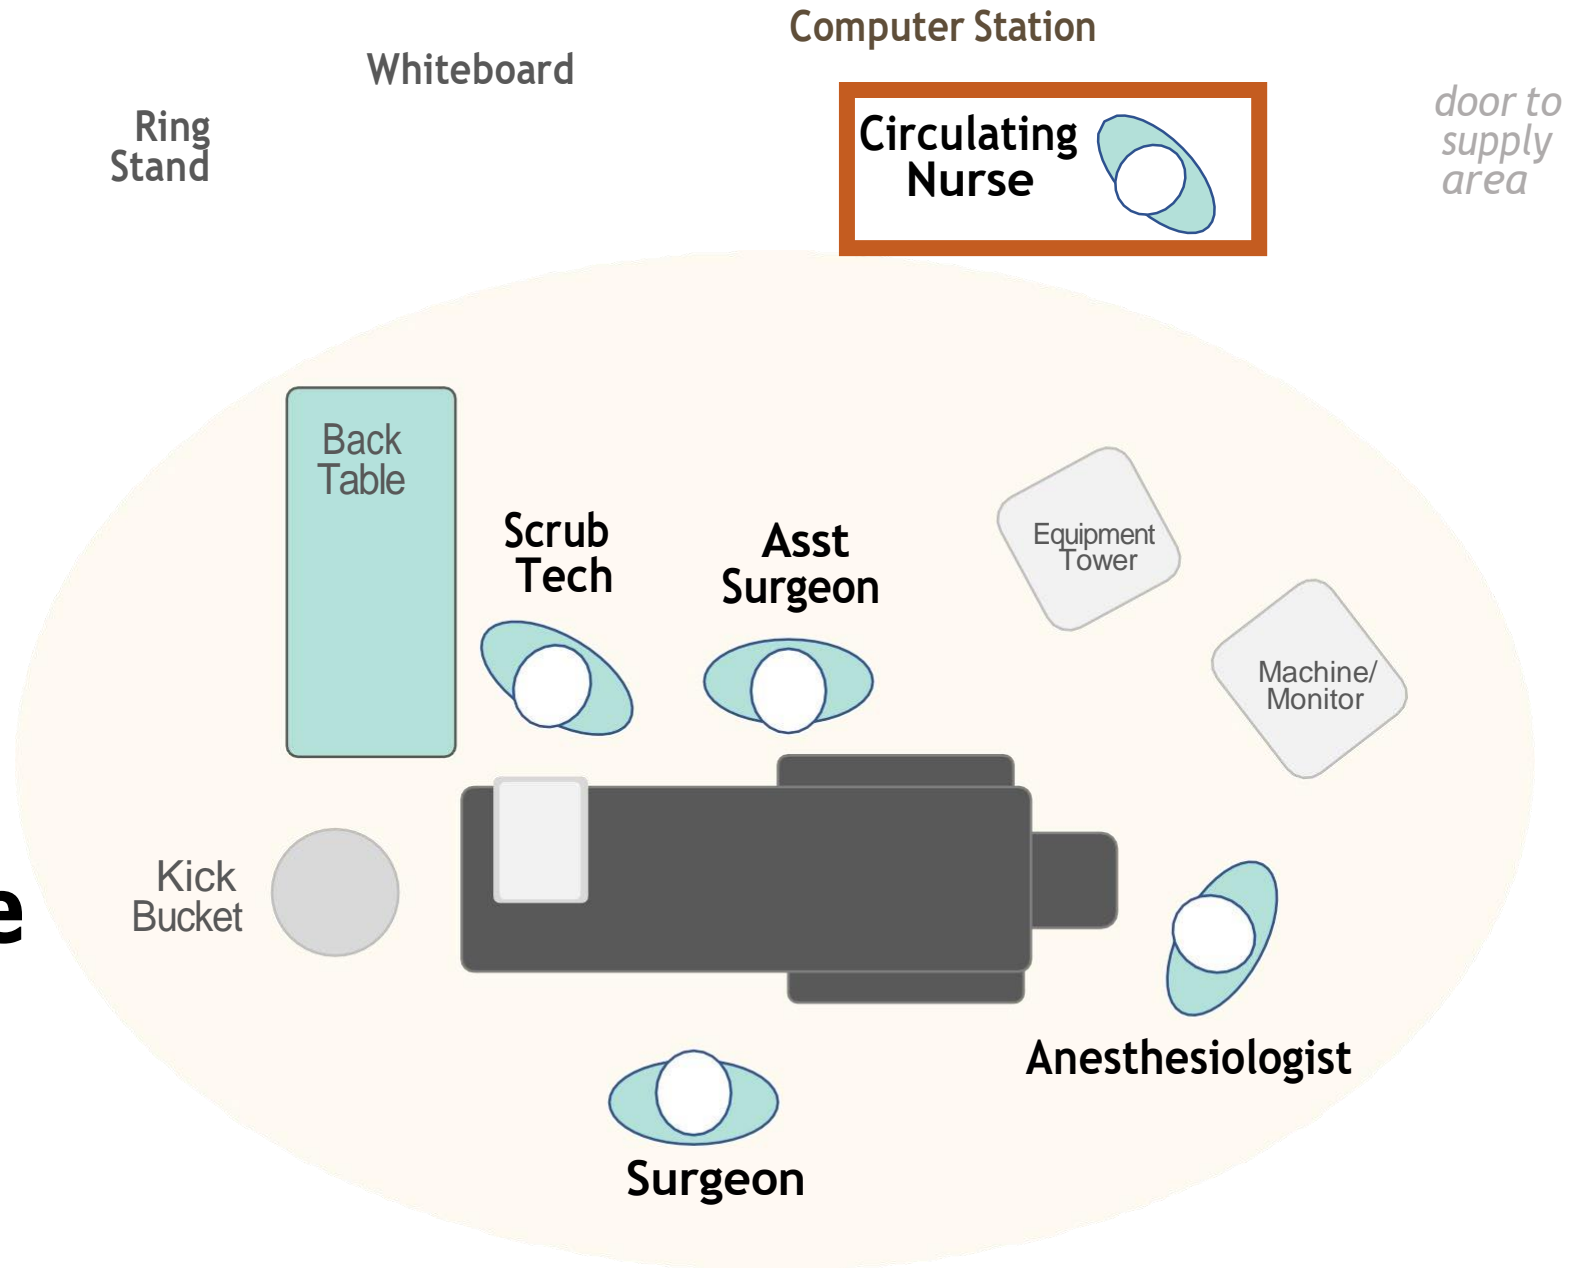 Computer Station
Whiteboard
Ring
Stand
Circulating
Nurse
door to
supply
area
Back
Table
Scrub
Tech
Asst
Surgeon
Equipment
Tower
Machine/
Monitor
Kick
Bucket
e
Anesthesiologist
Surgeon